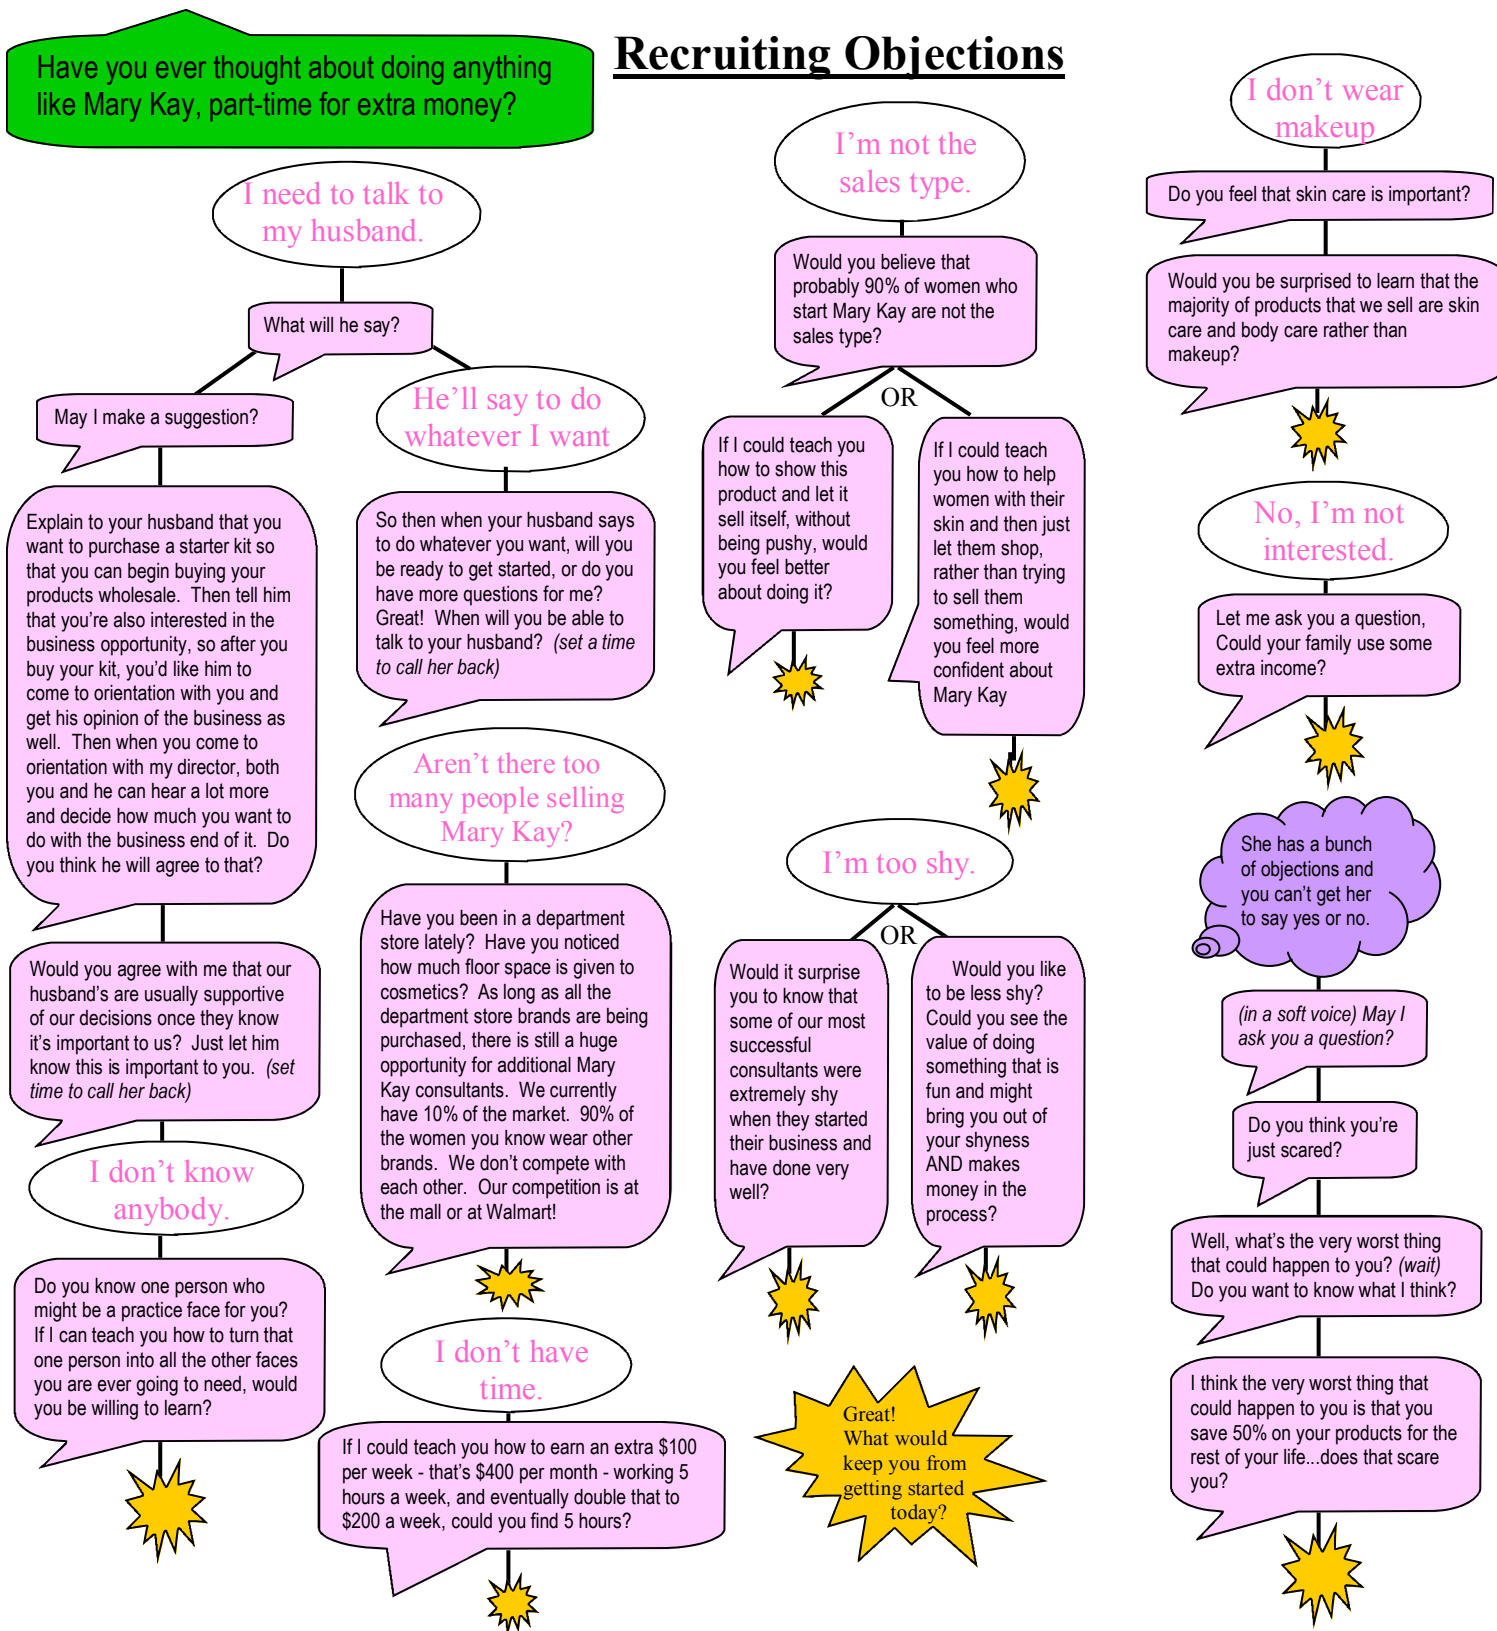 Recruiting Objections
Have you ever thought about doing anything
like Mary Kay, part-time for extra money?
I need to talk to
my husband.
What will he say?
May I make a suggestion?
Explain to your husband that you
want to purchase a starter kit so
that you can begin buying your
products wholesale.  Then tell him
that you're also interested in the
business opportunity, so after you
buy your kit, you'd like him to
come to orientation with you and
get his opinion of the business as
well.  Then when you come to
orientation with my director, both
you and he can hear a lot more
and decide how much you want to
do with the business end of it.  Do
you think he will agree to that?
Would you agree with me that our
husband's are usually supportive
of our decisions once they know
it's important to us?  Just let him
know this is important to you.  (set
time to call her back)
I don't know
anybody.
Do you know one person who
might be a practice face for you?
If I can teach you how to turn that
one person into all the other faces
you are ever going to need, would
you be willing to learn?
He'll say to do
whatever I want
So then when your husband says
to do whatever you want, will you
be ready to get started, or do you
have more questions for me?
Great!  When will you be able to
talk to your husband?  (set a time
to call her back)
Aren't there too
many people selling
Mary Kay?
Have you been in a department
store lately?  Have you noticed
how much floor space is given to
cosmetics?  As long as all the
department store brands are being
purchased, there is still a huge
opportunity for additional Mary
Kay consultants.  We currently
have 10% of the market.  90% of
the women you know wear other
brands.  We don't compete with
each other.  Our competition is at
the mall or at Walmart!
I don't have
time.
If I could teach you how to earn an extra $100
per week - that's $400 per month - working 5
hours a week, and eventually double that to
$200 a week, could you find 5 hours?
I'm not the
sales type.
Would you believe that
probably 90% of women who
start Mary Kay are not the
sales type?
OR
If I could teach you
how to show this
product and let it
sell itself, without
being pushy, would
you feel better
about doing it?
If I could teach
you how to help
women with their
skin and then just
let them shop,
rather than trying
to sell them
something, would
you feel more
confident about
Mary Kay
I'm too shy.
OR
Would it surprise
you to know that
some of our most
successful
consultants were
extremely shy
when they started
their business and
have done very
well?
Would you like
to be less shy?
Could you see the
value of doing
something that is
fun and might
bring you out of
your shyness
AND makes
money in the
process?
Great!
What would
keep you from
getting started
today?
I don't wear
makeup
Do you feel that skin care is important?
Would you be surprised to learn that the
majority of products that we sell are skin
care and body care rather than
makeup?
No, I'm not
interested.
Let me ask you a question,
Could your family use some
extra income?
She has a bunch
of objections and
you can't get her
to say yes or no.
(in a soft voice) May I
ask you a question?
Do you think you're
just scared?
Well, what's the very worst thing
that could happen to you? (wait)
Do you want to know what I think?
I think the very worst thing that
could happen to you is that you
save 50% on your products for the
rest of your life...does that scare
you?